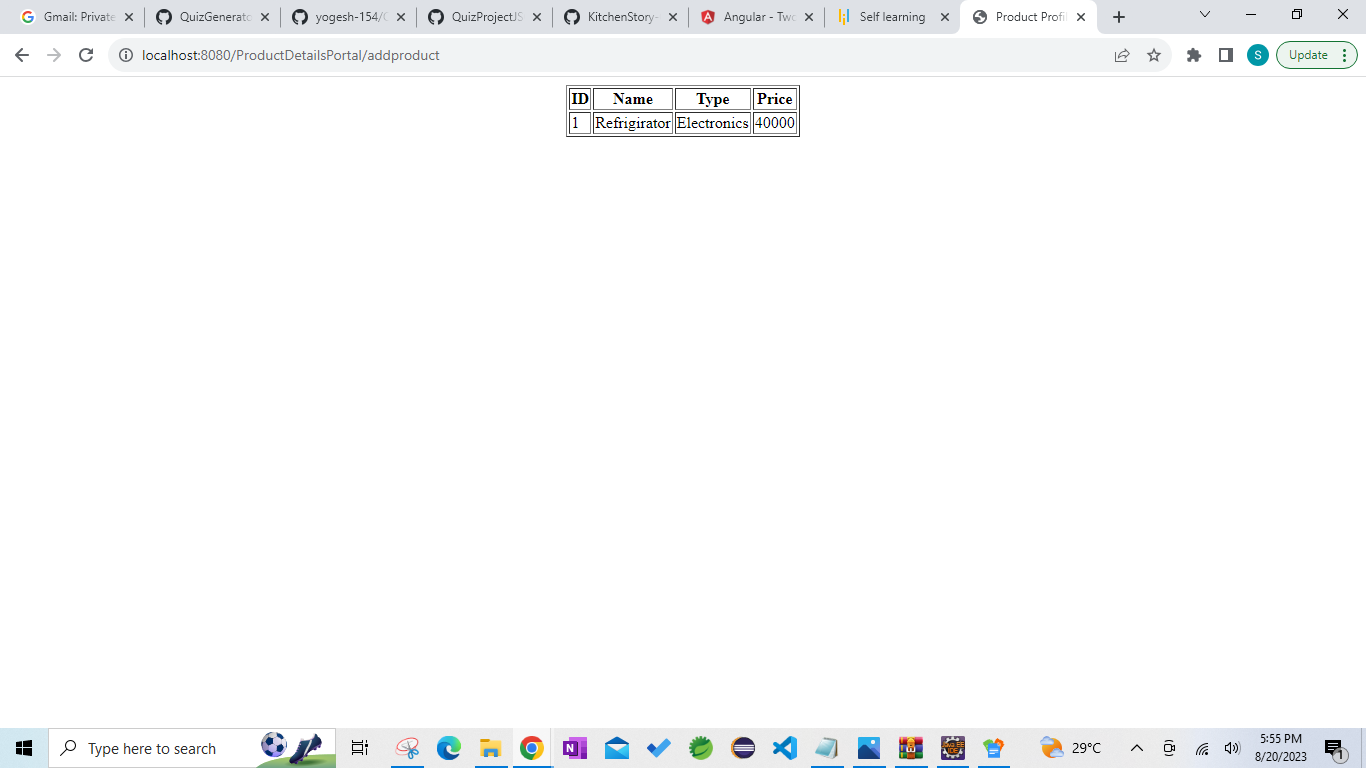 Gmail: Private
QuizGenerato
yogesh-154/
QuizProjectJS
KitchenStory-
Angular - Two
Self learning
Product Profil
localhost:8080/ProductDetailsPortal/addproduct
S
Update
ID Name Type Price
1 Refrigirator Electronics 40000
Type here to search
29°C
5:55 PM
8/20/2023
1